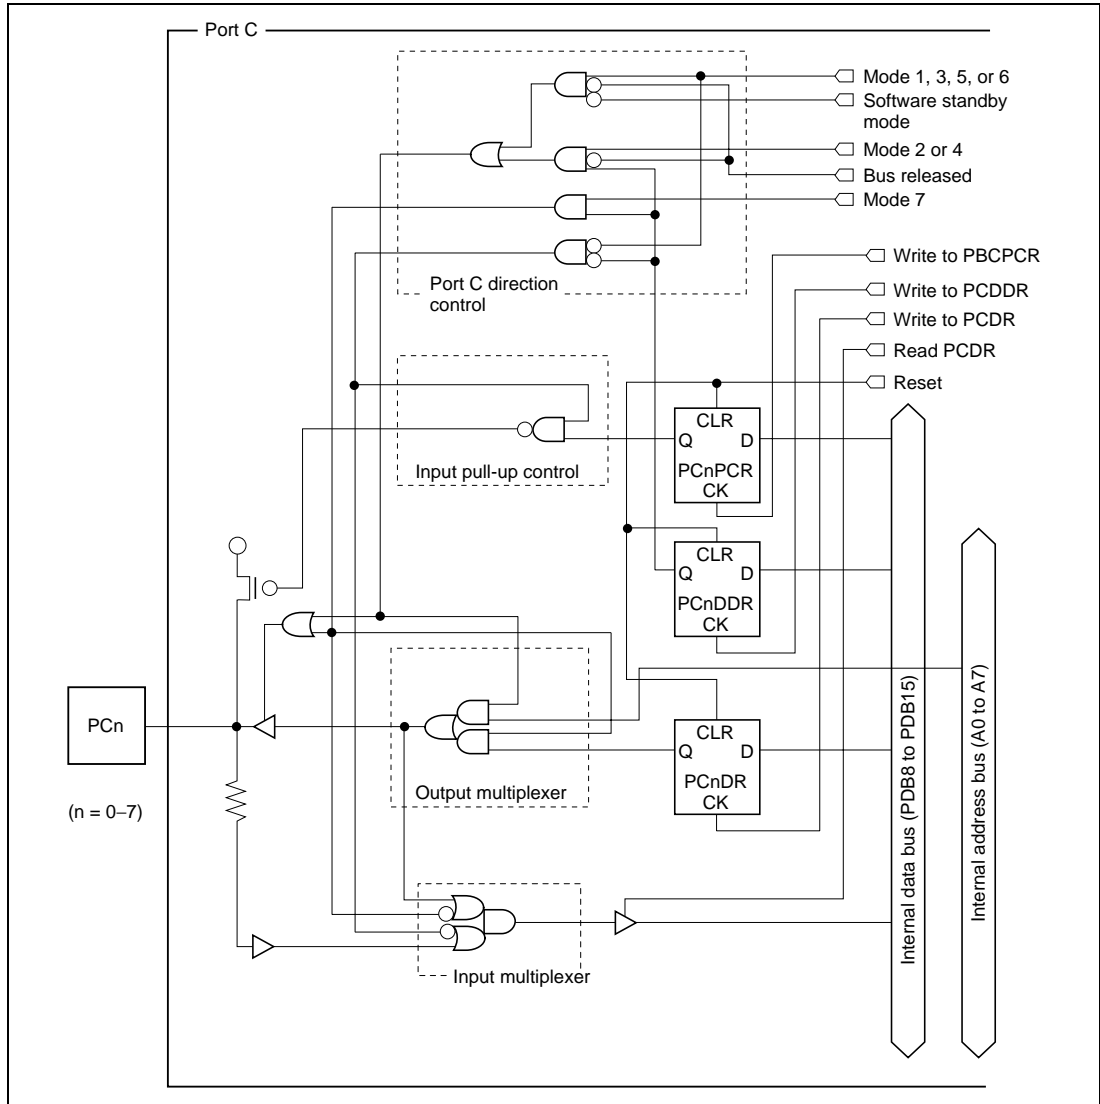 Port C
Mode 1, 3, 5, or 6
Software standby
mode
Mode 2 or 4
Bus released
Mode 7
Port C direction
control
Write to PBCPCR
Write to PCDDR
Write to PCDR
Read PCDR
Reset
CLR
Q D
PCnPCR
CK
Input pull-up control
CLR
Q D
PCnDDR
CK
PCn
(n = 0–7)
CLR
Q D
PCnDR
CK
Output multiplexer
Input multiplexer
Internal data bus (PDB8 to PDB15)
Internal address bus (A0 to A7)